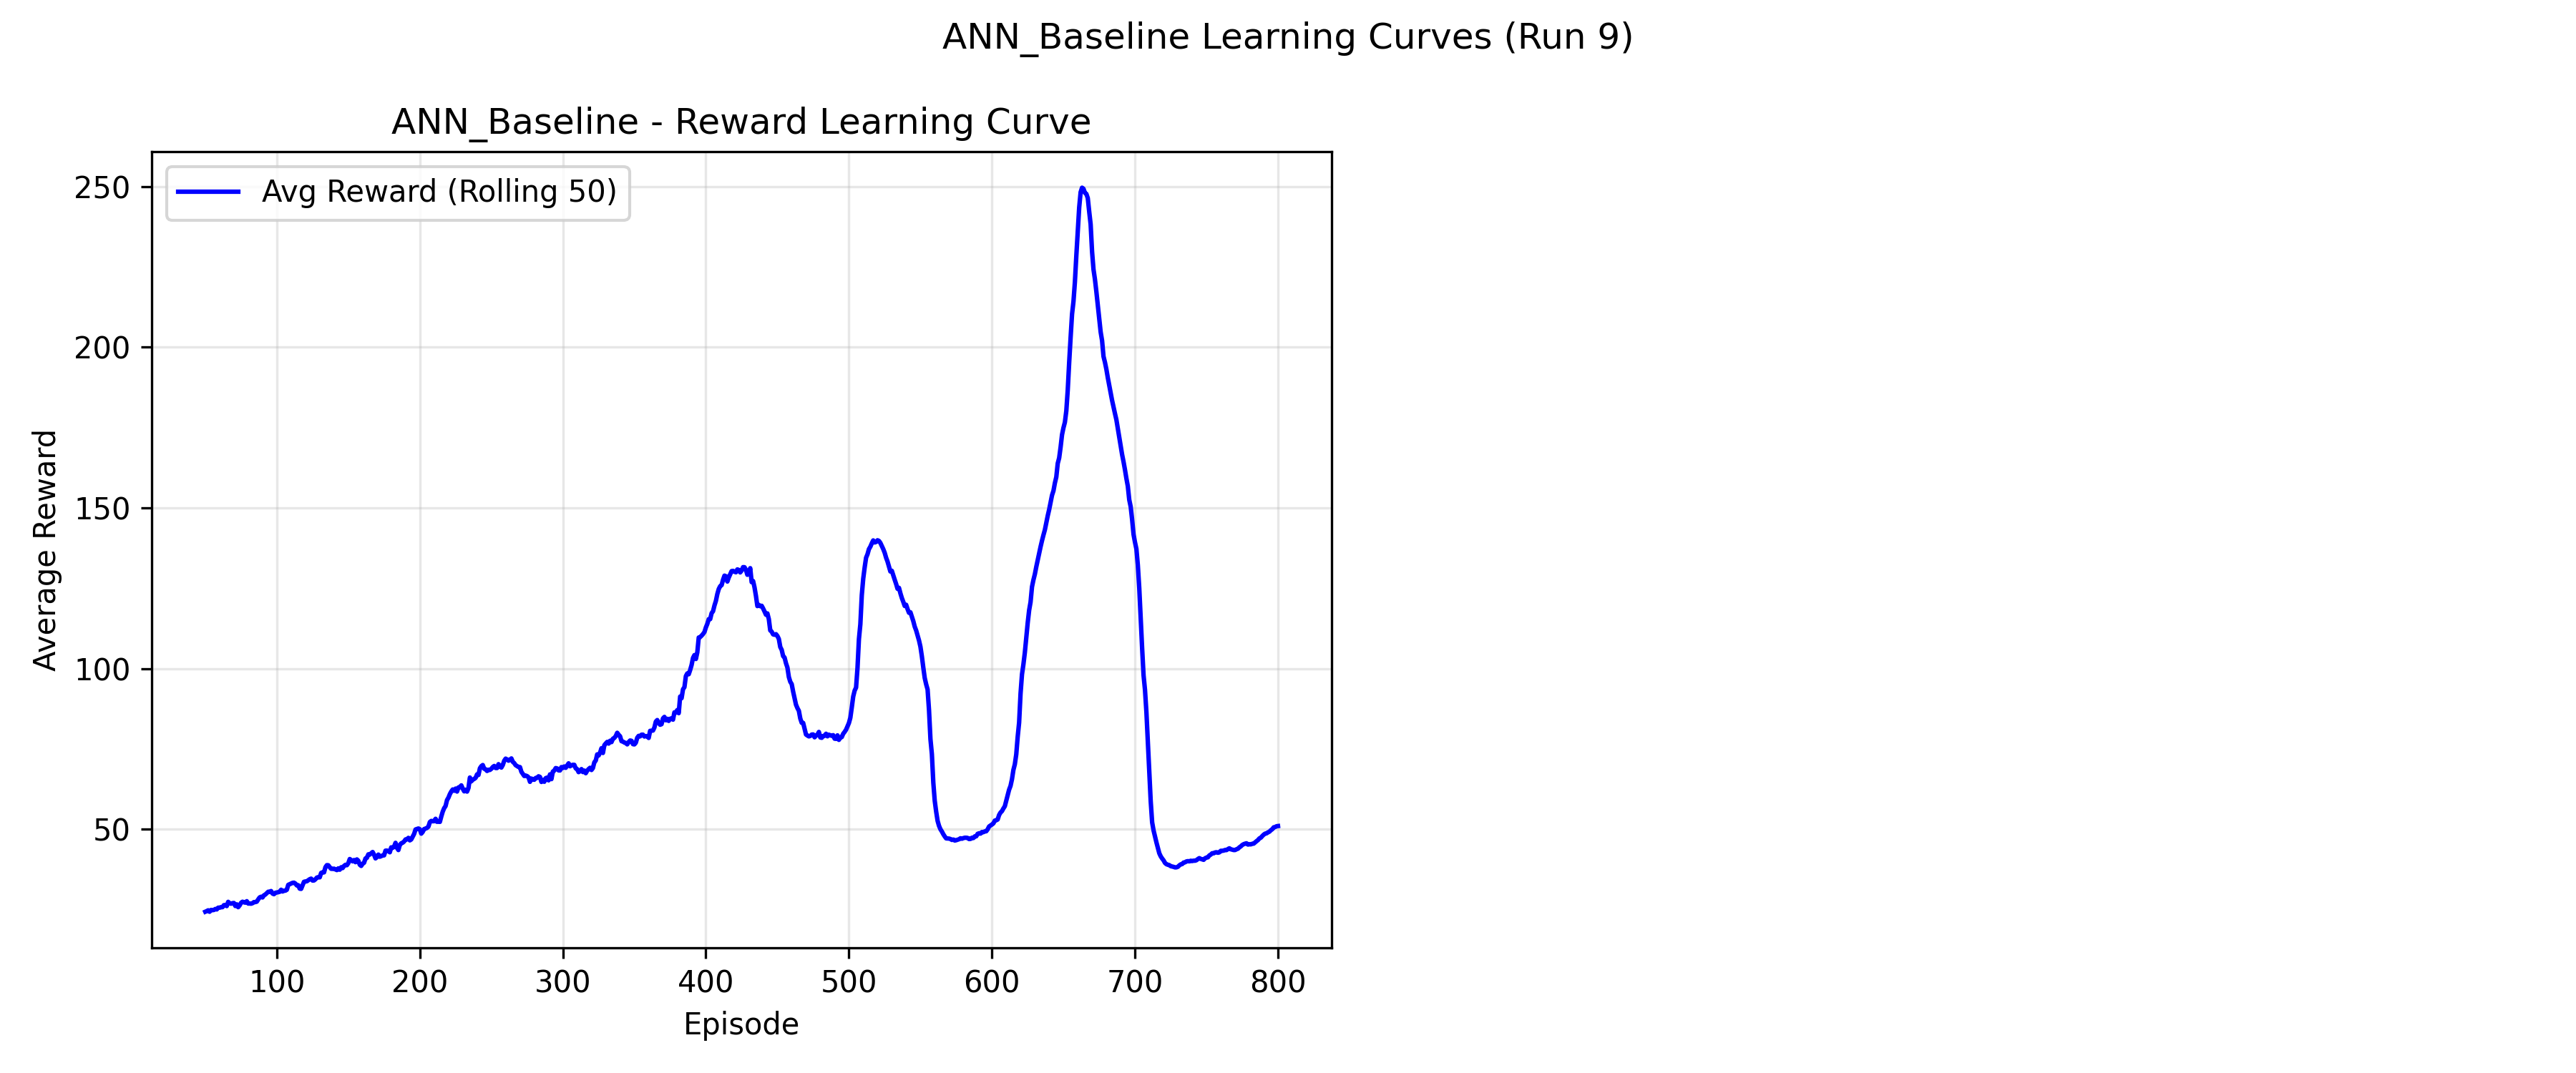 ANN_Baseline Learning Curves (Run 9)
ANN_Baseline - Reward Learning Curve
Avg Reward (Rolling 50)
250
200
150
100
50
Average Reward
100 200 300 400 500 600 700 800
Episode